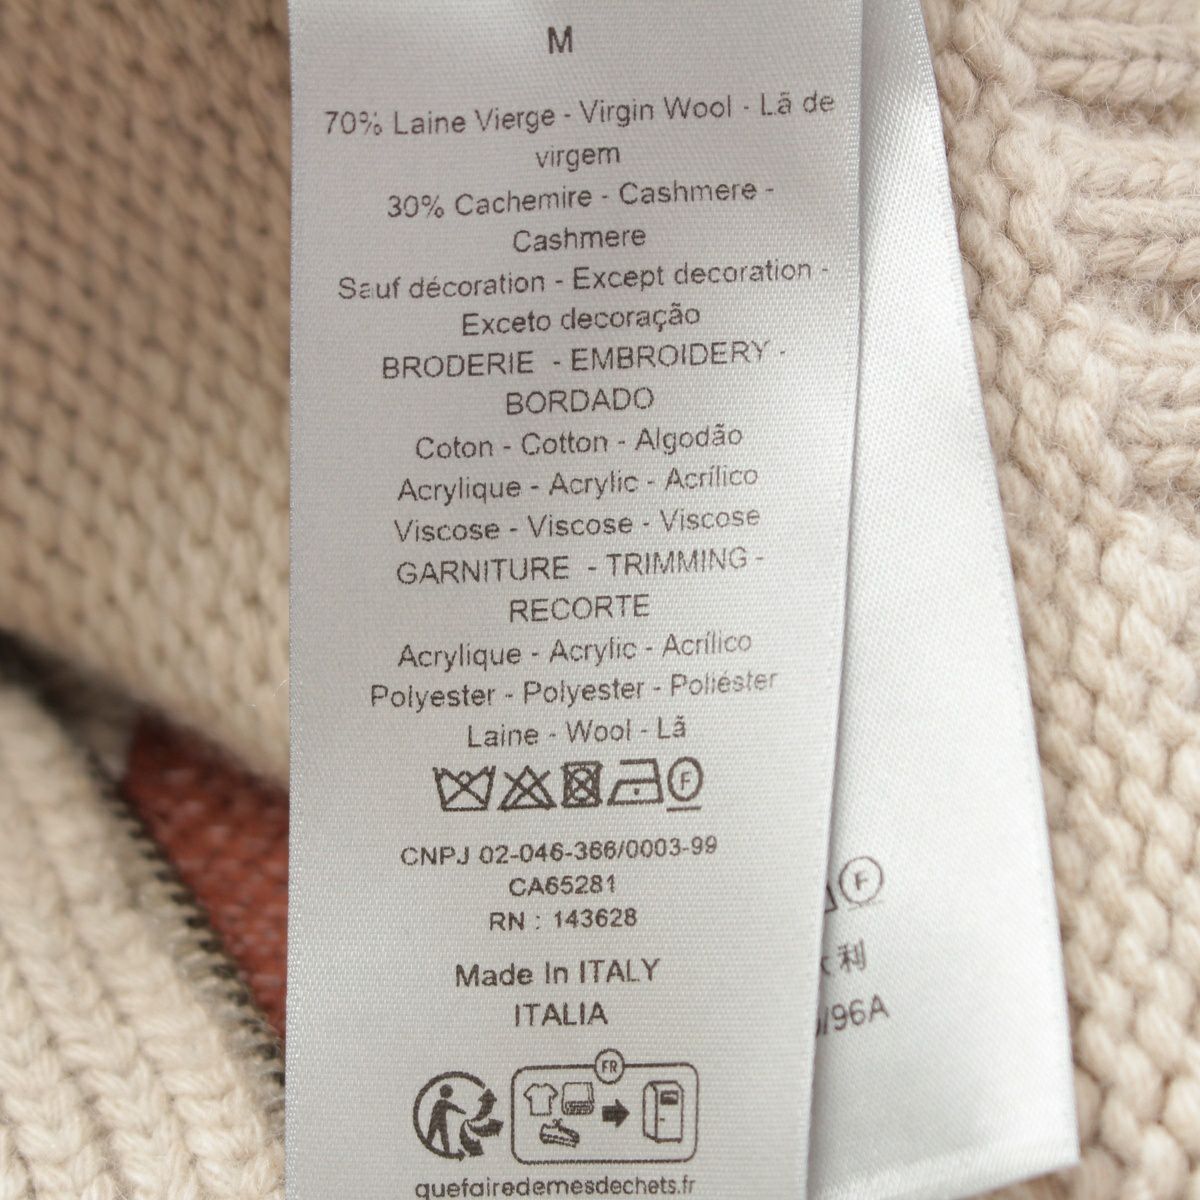 M
70% Laine Vierge - Virgin Wool - Lã de
virgem
30% Cachemire - Cashmere -
Cashmere
Sauf décoration - Except decoration -
Exceto decoração
BRODERIE - EMBROIDERY -
BORDADO
Coton - Cotton - Algodão
Acrylique - Acrylic - Acrílico
Viscose - Viscose - Viscose
GARNITURE - TRIMMING -
RECORTE
Acrylique - Acrylic - Acrílico
Polyester - Polyester - Poliéster
Laine - Wool - Lã
F
CNPJ 02-046-366/0003-99
CA65281
RN : 143628
Made In ITALY
ITALIA
FR
quefairedemesdechets.fr
F
利
/96A